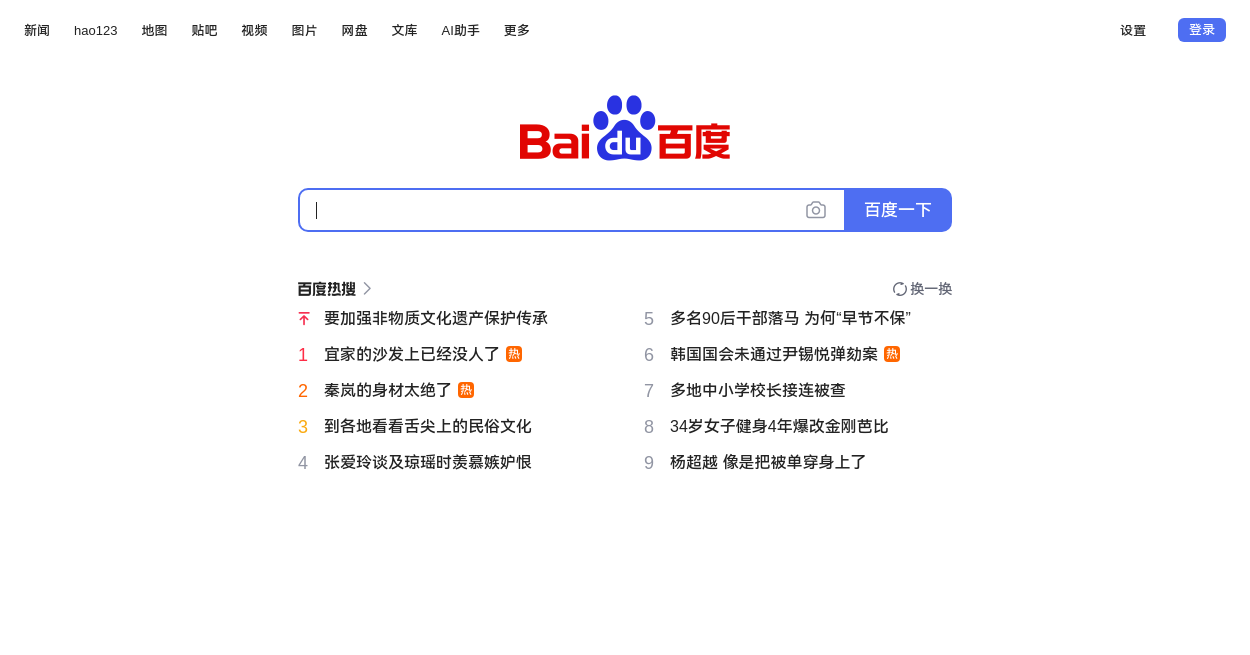 新闻 hao123 地图 贴吧 视频 图片 网盘 文库 AI助手 更多 设置 登录
Bai du 百度
百度一下
百度热搜 换一换
要加强非物质文化遗产保护传承
1 宜家的沙发上已经没人了 热
2 秦岚的身材太绝了 热
3 到各地看看舌尖上的民俗文化
4 张爱玲谈及琼瑶时羡慕嫉妒恨
5 多名90后干部落马 为何“早节不保”
6 韩国国会未通过尹锡悦弹劾案 热
7 多地中小学校长接连被查
8 34岁女子健身4年爆改金刚芭比
9 杨超越 像是把被单穿身上了